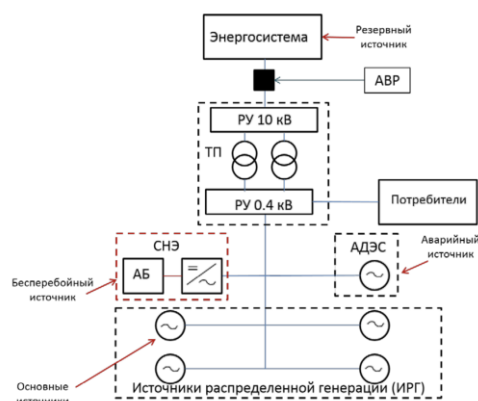 Энергосистема
Резервный
источник
АВР
РУ 10 кВ
ТП
РУ 0.4 кВ
Потребители
СНЭ
АДЭС
Аварийный
источник
АБ
=
~
~
Бесперебойный
источник
~
~
~
~
Основные
источники
Источники распределенной генерации (ИРГ)